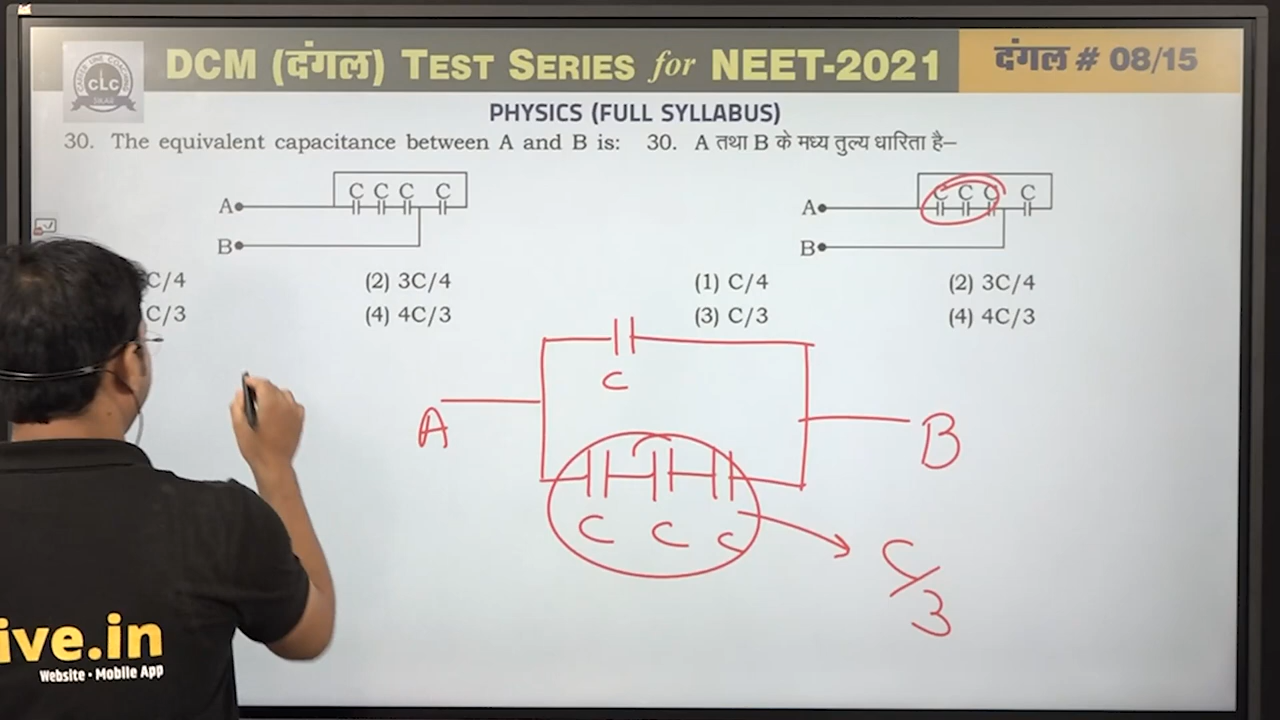 DCM (दंगल) TEST SERIES for NEET-2021
दंगल # 08/15
CLC
PHYSICS (FULL SYLLABUS)
30. The equivalent capacitance between A and B is:
30. A तथा B के मध्य तुल्य धारिता है–
C C C C
A
B
C C C C
A
B
C/4
(2) 3C/4
C/3
(4) 4C/3
(1) C/4
(2) 3C/4
(3) C/3
(4) 4C/3
C
A
B
C C C
C/3
ive.in
Website • Mobile App